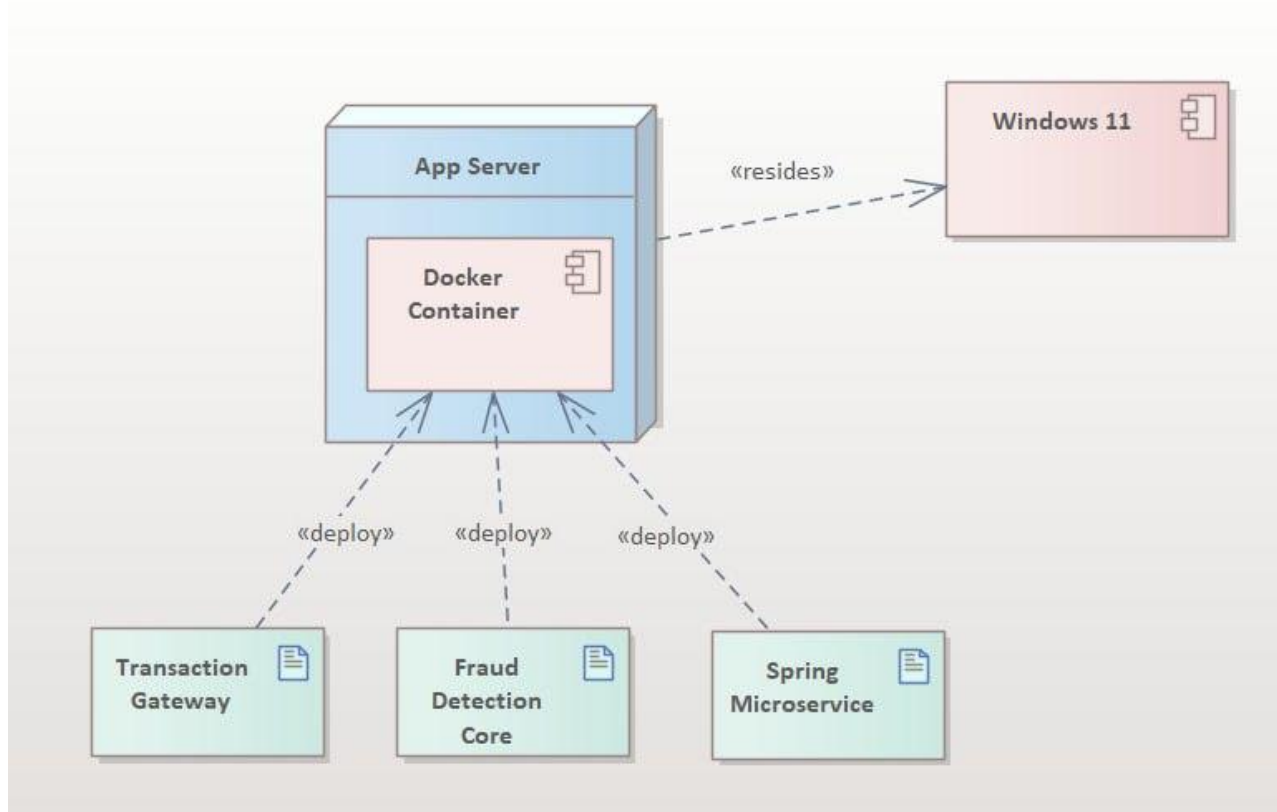 Windows 11
App Server
«resides»
Docker
Container
«deploy»
«deploy»
«deploy»
Transaction
Gateway
Fraud
Detection
Core
Spring
Microservice